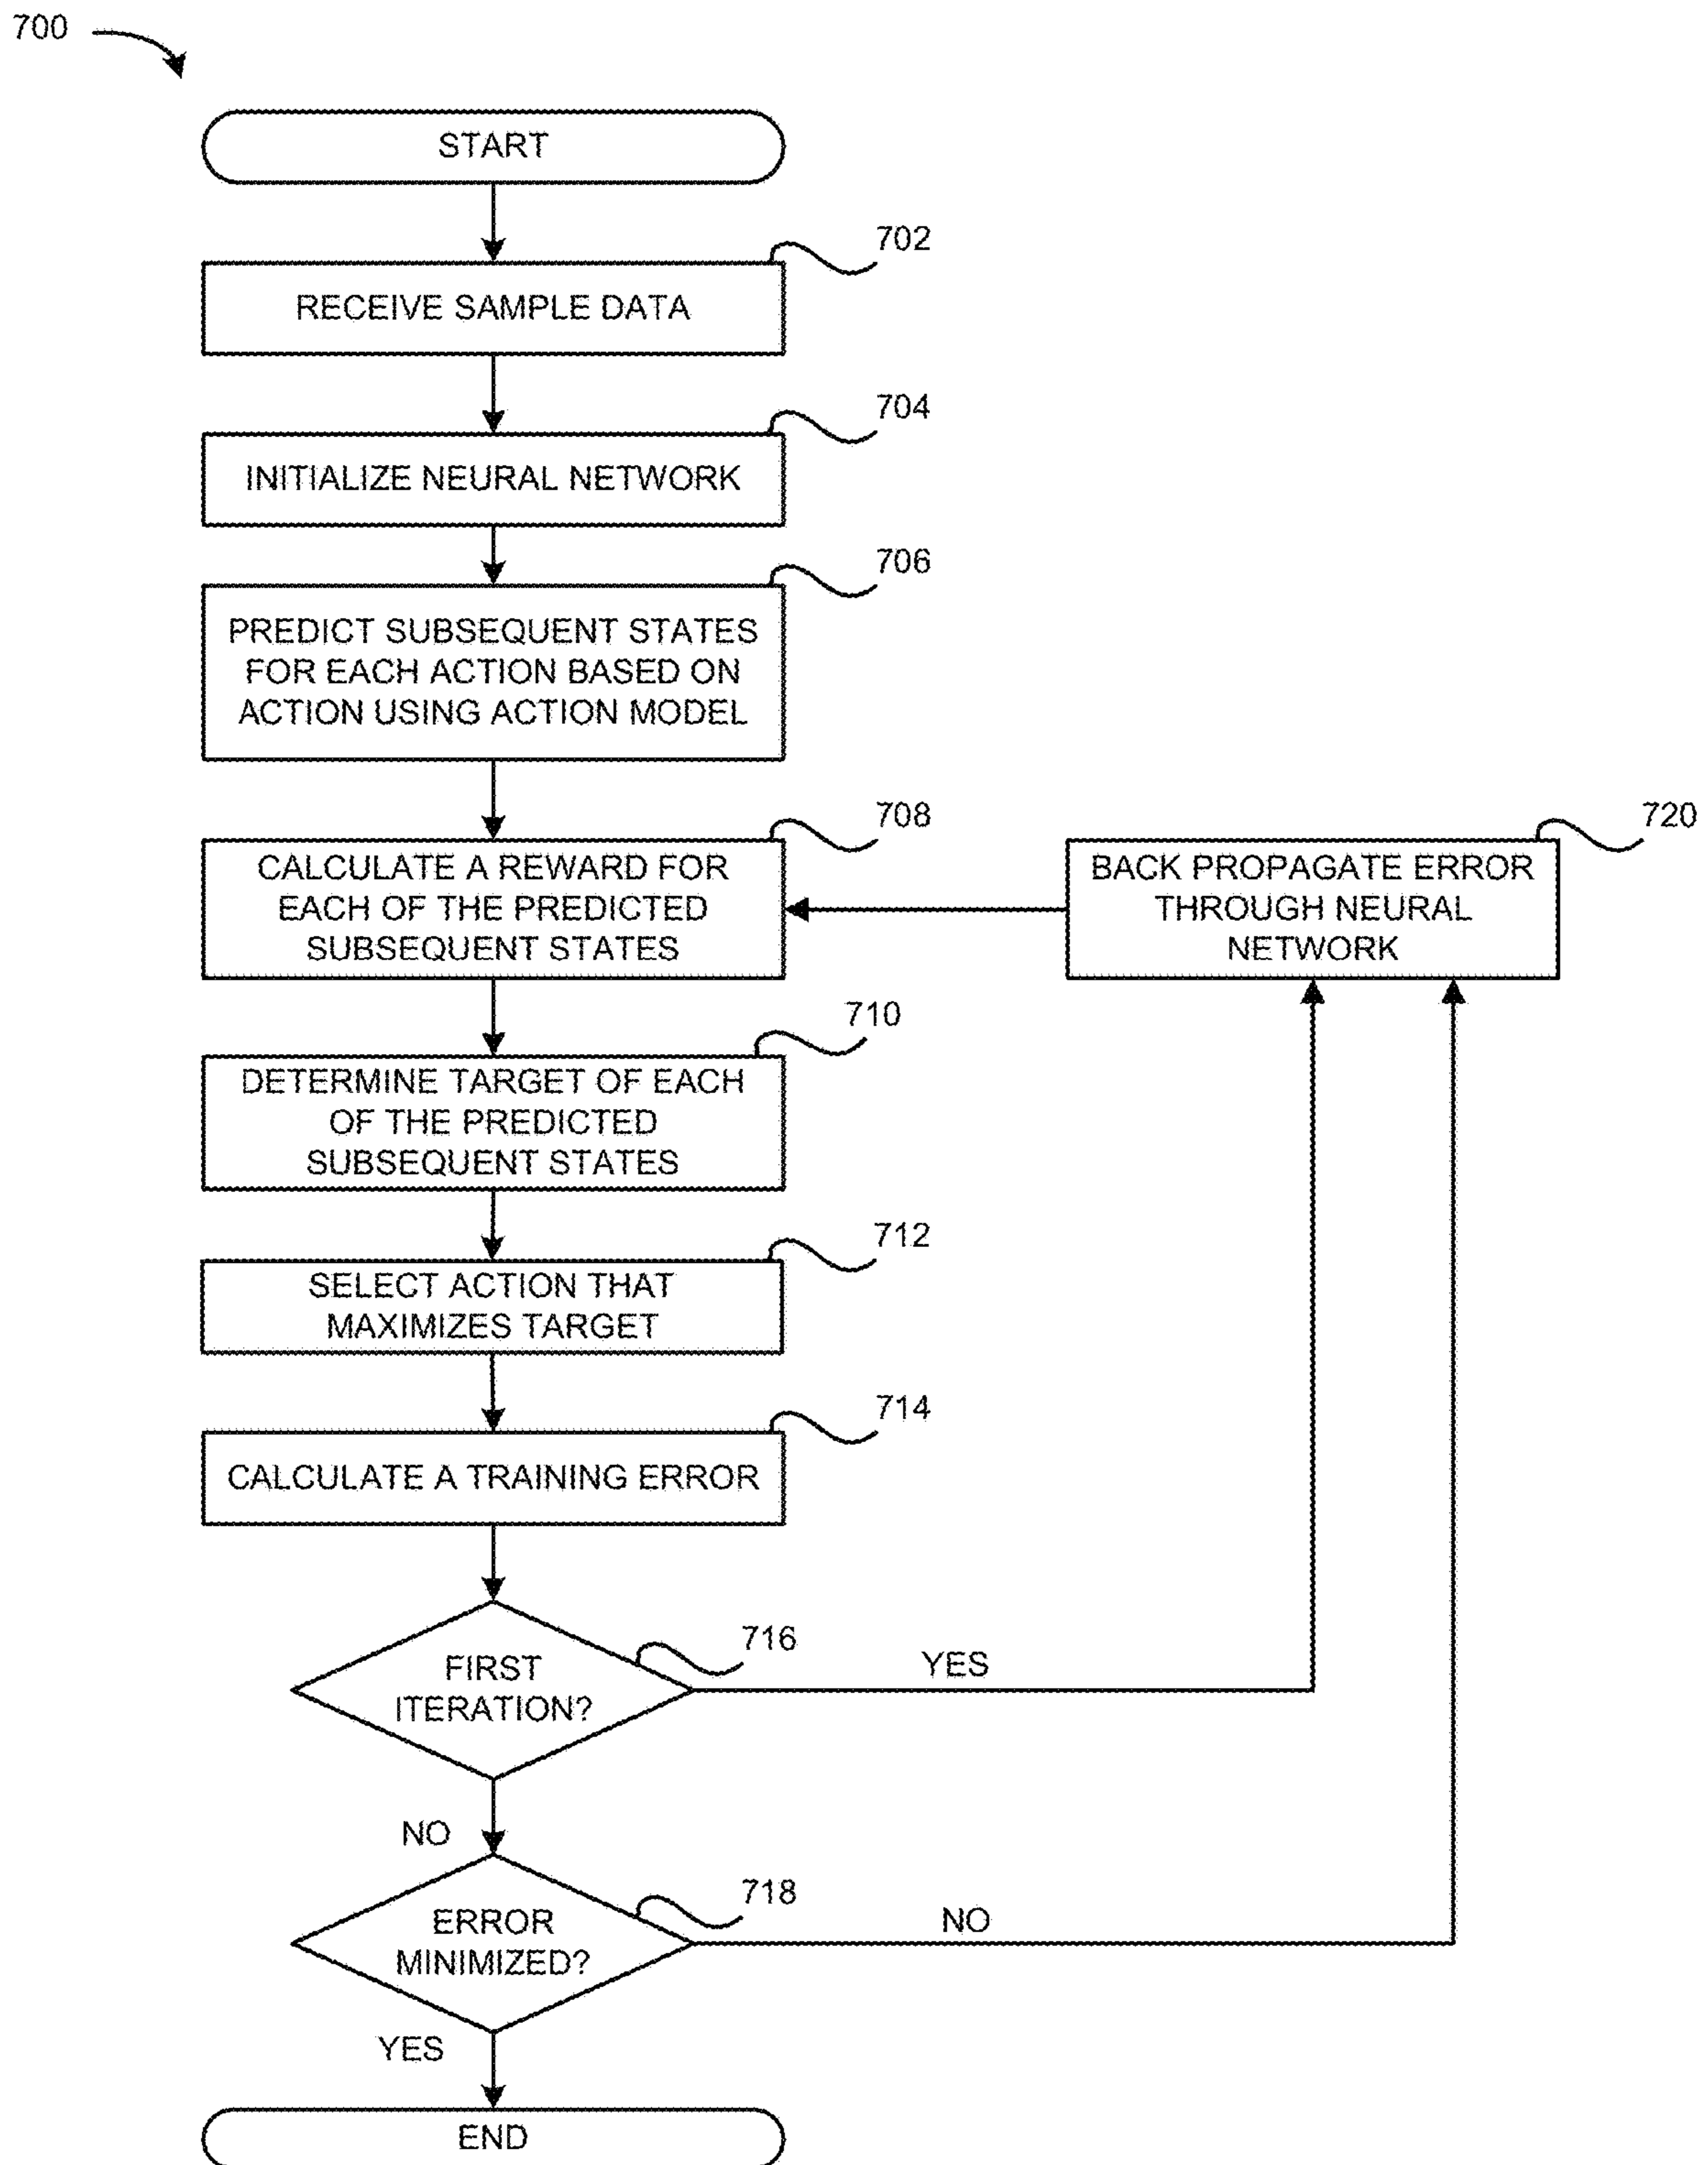 700
START
702
RECEIVE SAMPLE DATA
704
INITIALIZE NEURAL NETWORK
706
PREDICT SUBSEQUENT STATES
FOR EACH ACTION BASED ON
ACTION USING ACTION MODEL
708
CALCULATE A REWARD FOR
EACH OF THE PREDICTED
SUBSEQUENT STATES
720
BACK PROPAGATE ERROR
THROUGH NEURAL
NETWORK
710
DETERMINE TARGET OF EACH
OF THE PREDICTED
SUBSEQUENT STATES
712
SELECT ACTION THAT
MAXIMIZES TARGET
714
CALCULATE A TRAINING ERROR
716
FIRST
ITERATION?
YES
NO
718
ERROR
MINIMIZED?
NO
YES
END